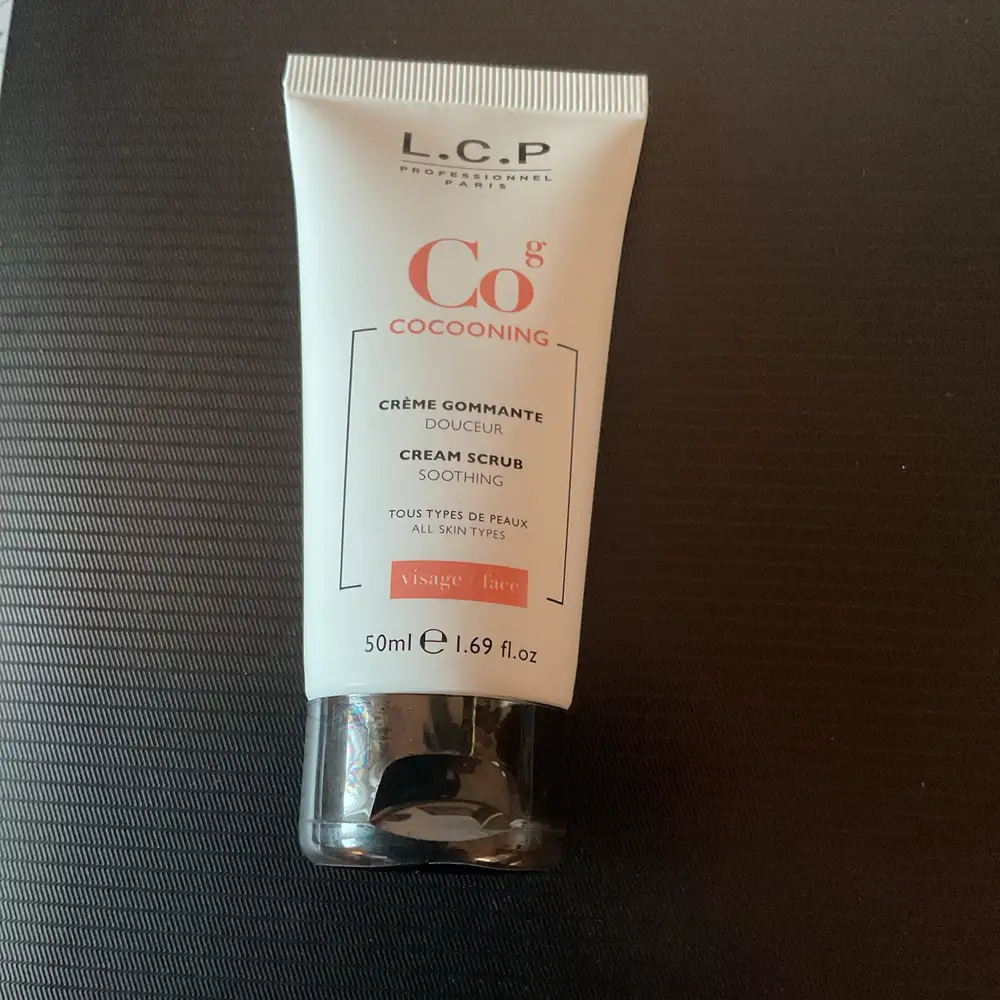 L.C.P
PROFESSIONNEL
PARIS
Co g
COCOONING
CRÈME GOMMANTE
DOUCEUR
CREAM SCRUB
SOOTHING
TOUS TYPES DE PEAUX
ALL SKIN TYPES
visage / face
50ml ℮ 1.69 fl.oz